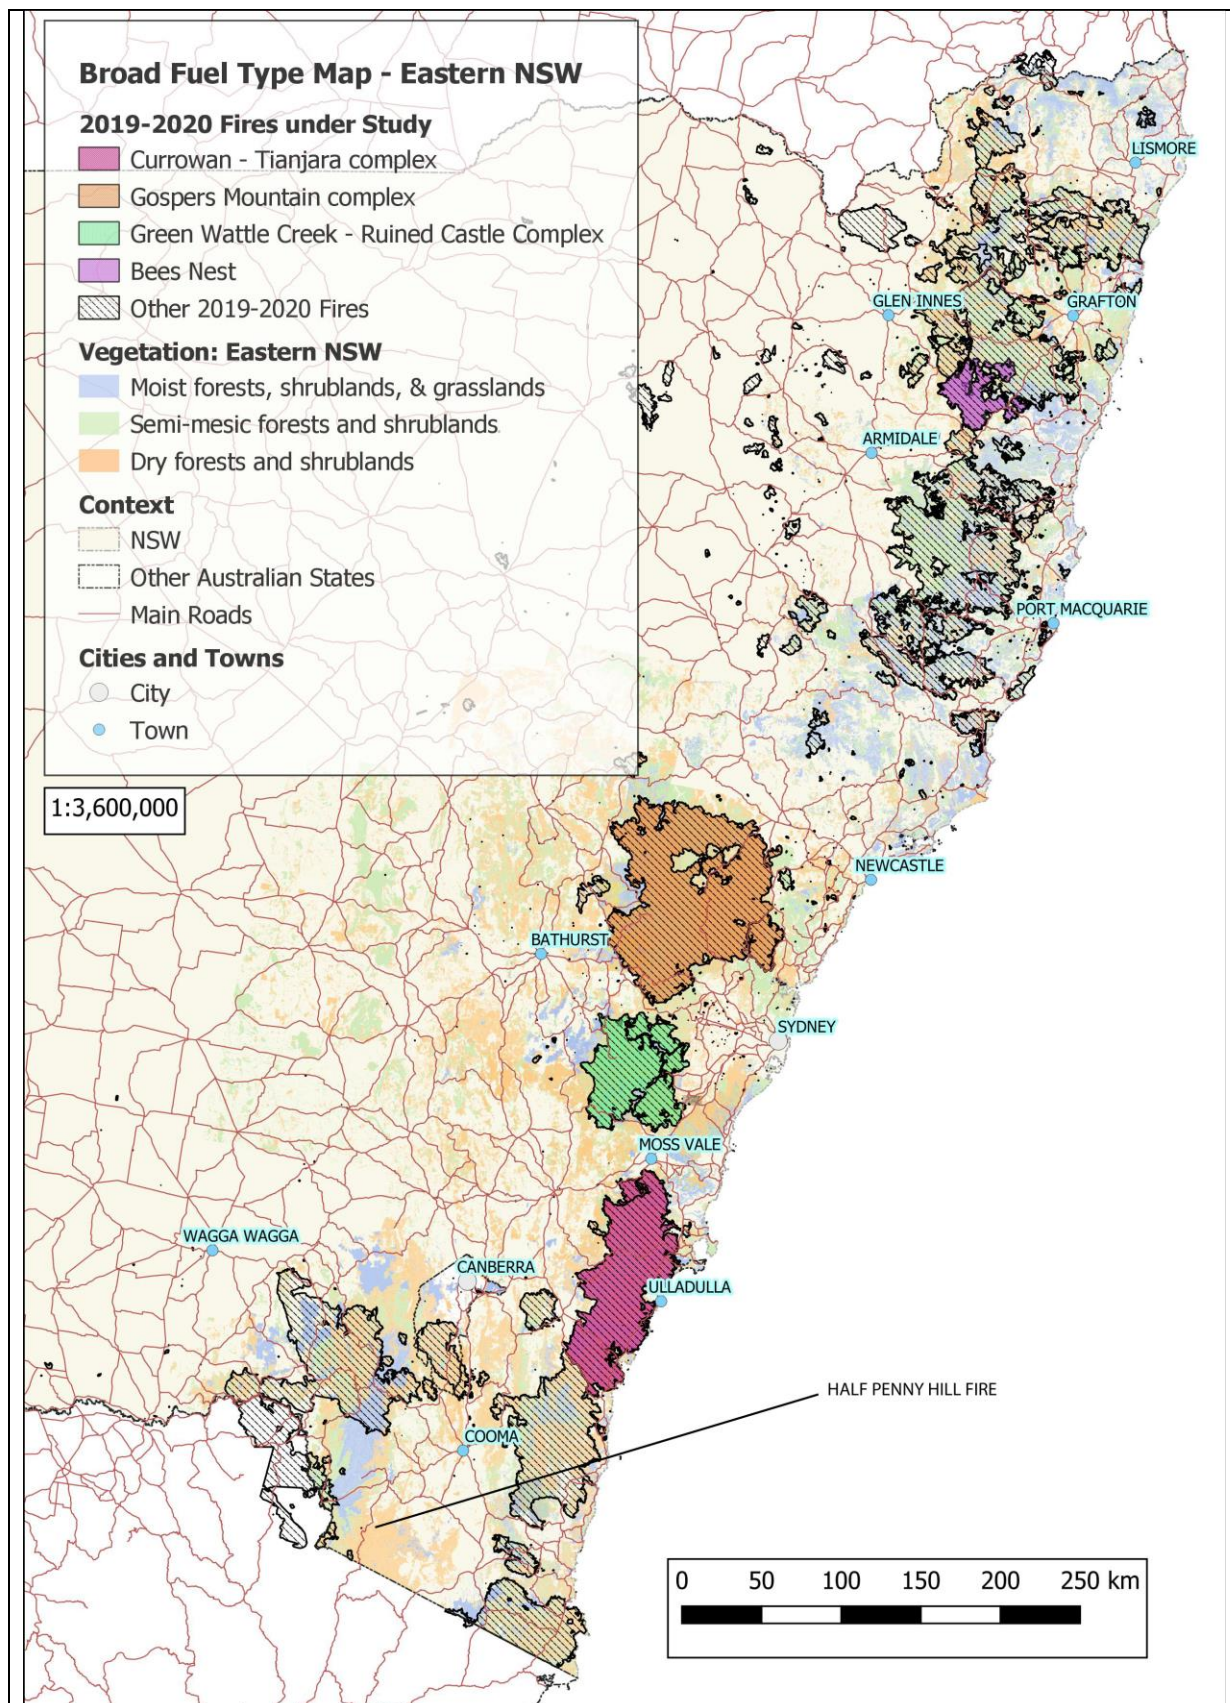 Broad Fuel Type Map - Eastern NSW
2019-2020 Fires under Study
Currowan - Tianjara complex
Gospers Mountain complex
Green Wattle Creek - Ruined Castle Complex
Bees Nest
Other 2019-2020 Fires
Vegetation: Eastern NSW
Moist forests, shrublands, & grasslands
Semi-mesic forests and shrublands
Dry forests and shrublands
Context
NSW
Other Australian States
Main Roads
Cities and Towns
City
Town
1:3,600,000
LISMORE
GLEN INNES
GRAFTON
ARMIDALE
PORT MACQUARIE
NEWCASTLE
BATHURST
SYDNEY
MOSS VALE
WAGGA WAGGA
CANBERRA
ULLADULLA
HALF PENNY HILL FIRE
COOMA
0 50 100 150 200 250 km